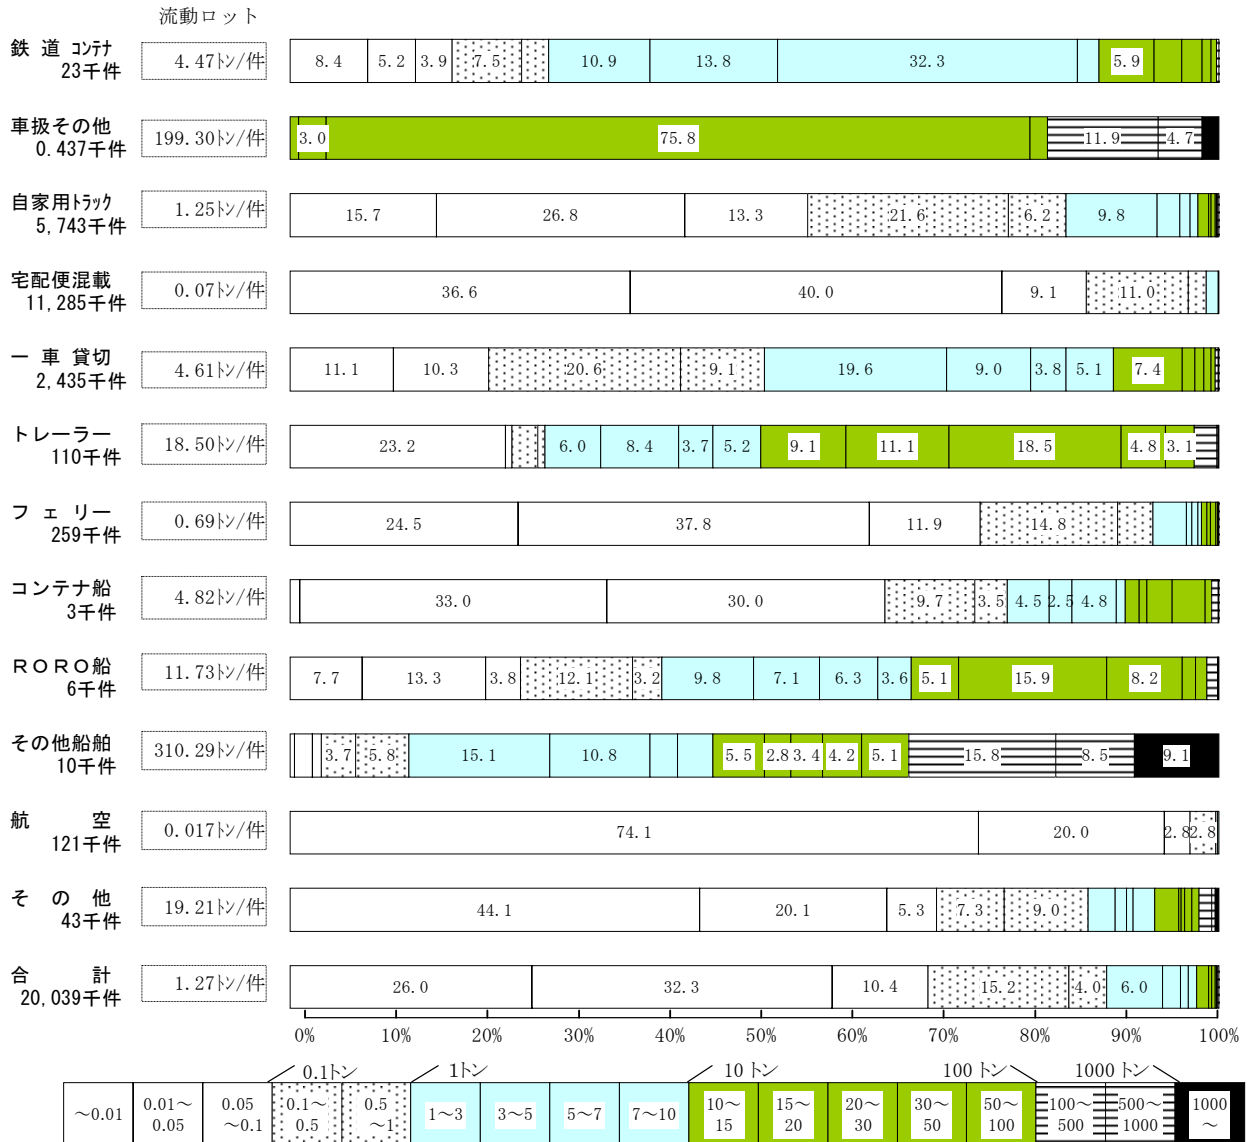 流動ロット
鉄 道 コンテナ
23千件
4.47トン/件
8.4 5.2 3.9 7.5 10.9 13.8 32.3 5.9
車扱その他
0.437千件
199.30トン/件
3.0 75.8 11.9 4.7
自家用トラック
5,743千件
1.25トン/件
15.7 26.8 13.3 21.6 6.2 9.8
宅配便混載
11,285千件
0.07トン/件
36.6 40.0 9.1 11.0
一 車 貸切
2,435千件
4.61トン/件
11.1 10.3 20.6 9.1 19.6 9.0 3.8 5.1 7.4
トレーラー
110千件
18.50トン/件
23.2 6.0 8.4 3.7 5.2 9.1 11.1 18.5 4.8 3.1
フ ェ リー
259千件
0.69トン/件
24.5 37.8 11.9 14.8
コンテナ船
3千件
4.82トン/件
33.0 30.0 9.7 3.5 4.5 2.5 4.8
ＲＯＲＯ船
6千件
11.73トン/件
7.7 13.3 3.8 12.1 3.2 9.8 7.1 6.3 3.6 5.1 15.9 8.2
その他船舶
10千件
310.29トン/件
3.7 5.8 15.1 10.8 5.5 2.8 3.4 4.2 5.1 15.8 8.5 9.1
航 空
121千件
0.017トン/件
74.1 20.0 2.8 2.8
そ の 他
43千件
19.21トン/件
44.1 20.1 5.3 7.3 9.0
合 計
20,039千件
1.27トン/件
26.0 32.3 10.4 15.2 4.0 6.0
0% 10% 20% 30% 40% 50% 60% 70% 80% 90% 100%
0.1トン 1トン 10トン 100トン 1000トン
～0.01
0.01～
0.05
0.05
～0.1
0.1～
0.5
0.5
～1
1～3
3～5
5～7
7～10
10～
15
15～
20
20～
30
30～
50
50～
100
100～
500
500～
1000
1000
～